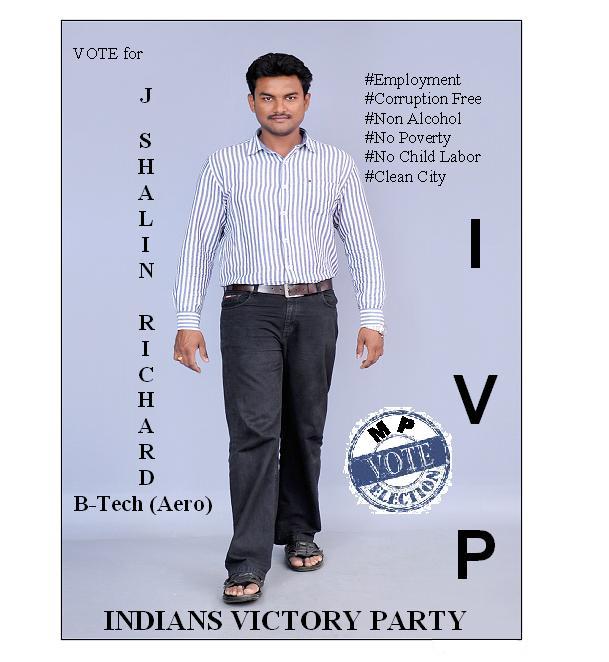 VOTE for
J SHALIN RICHARD
B-Tech (Aero)
#Employment
#Corruption Free
#Non Alcohol
#No Poverty
#No Child Labor
#Clean City
I V P
MP
VOTE
ELECTION
INDIANS VICTORY PARTY